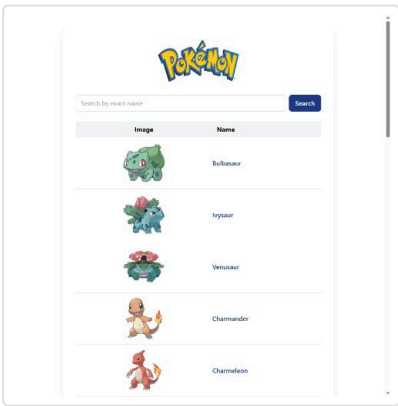 Pokémon
Search by exact name
Search
Image Name
Bulbasaur
Ivysaur
Venusaur
Charmander
Charmeleon